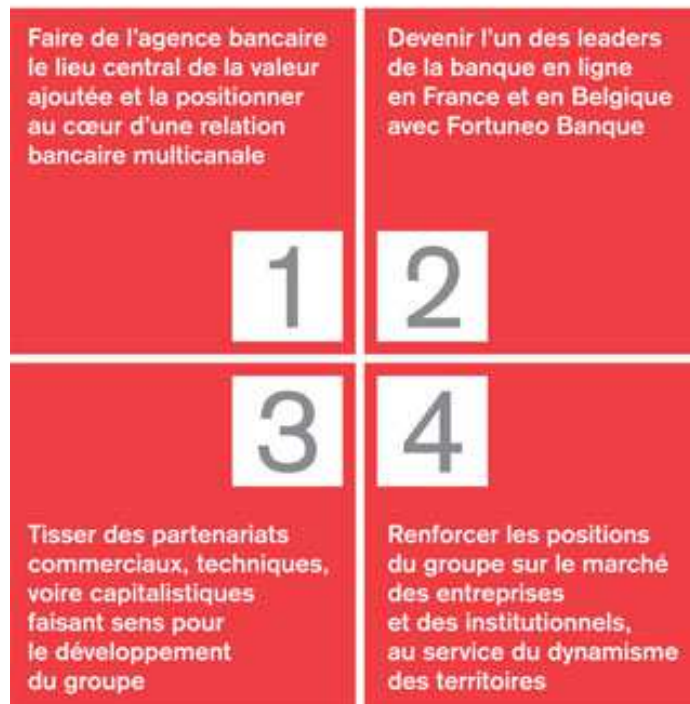 Faire de l'agence bancaire
le lieu central de la valeur
ajoutée et la positionner
au cœur d'une relation
bancaire multicanale
1
Devenir l'un des leaders
de la banque en ligne
en France et en Belgique
avec Fortuneo Banque
2
3
Tisser des partenariats
commerciaux, techniques,
voire capitalistiques
faisant sens pour
le développement
du groupe
4
Renforcer les positions
du groupe sur le marché
des entreprises
et des institutionnels,
au service du dynamisme
des territoires